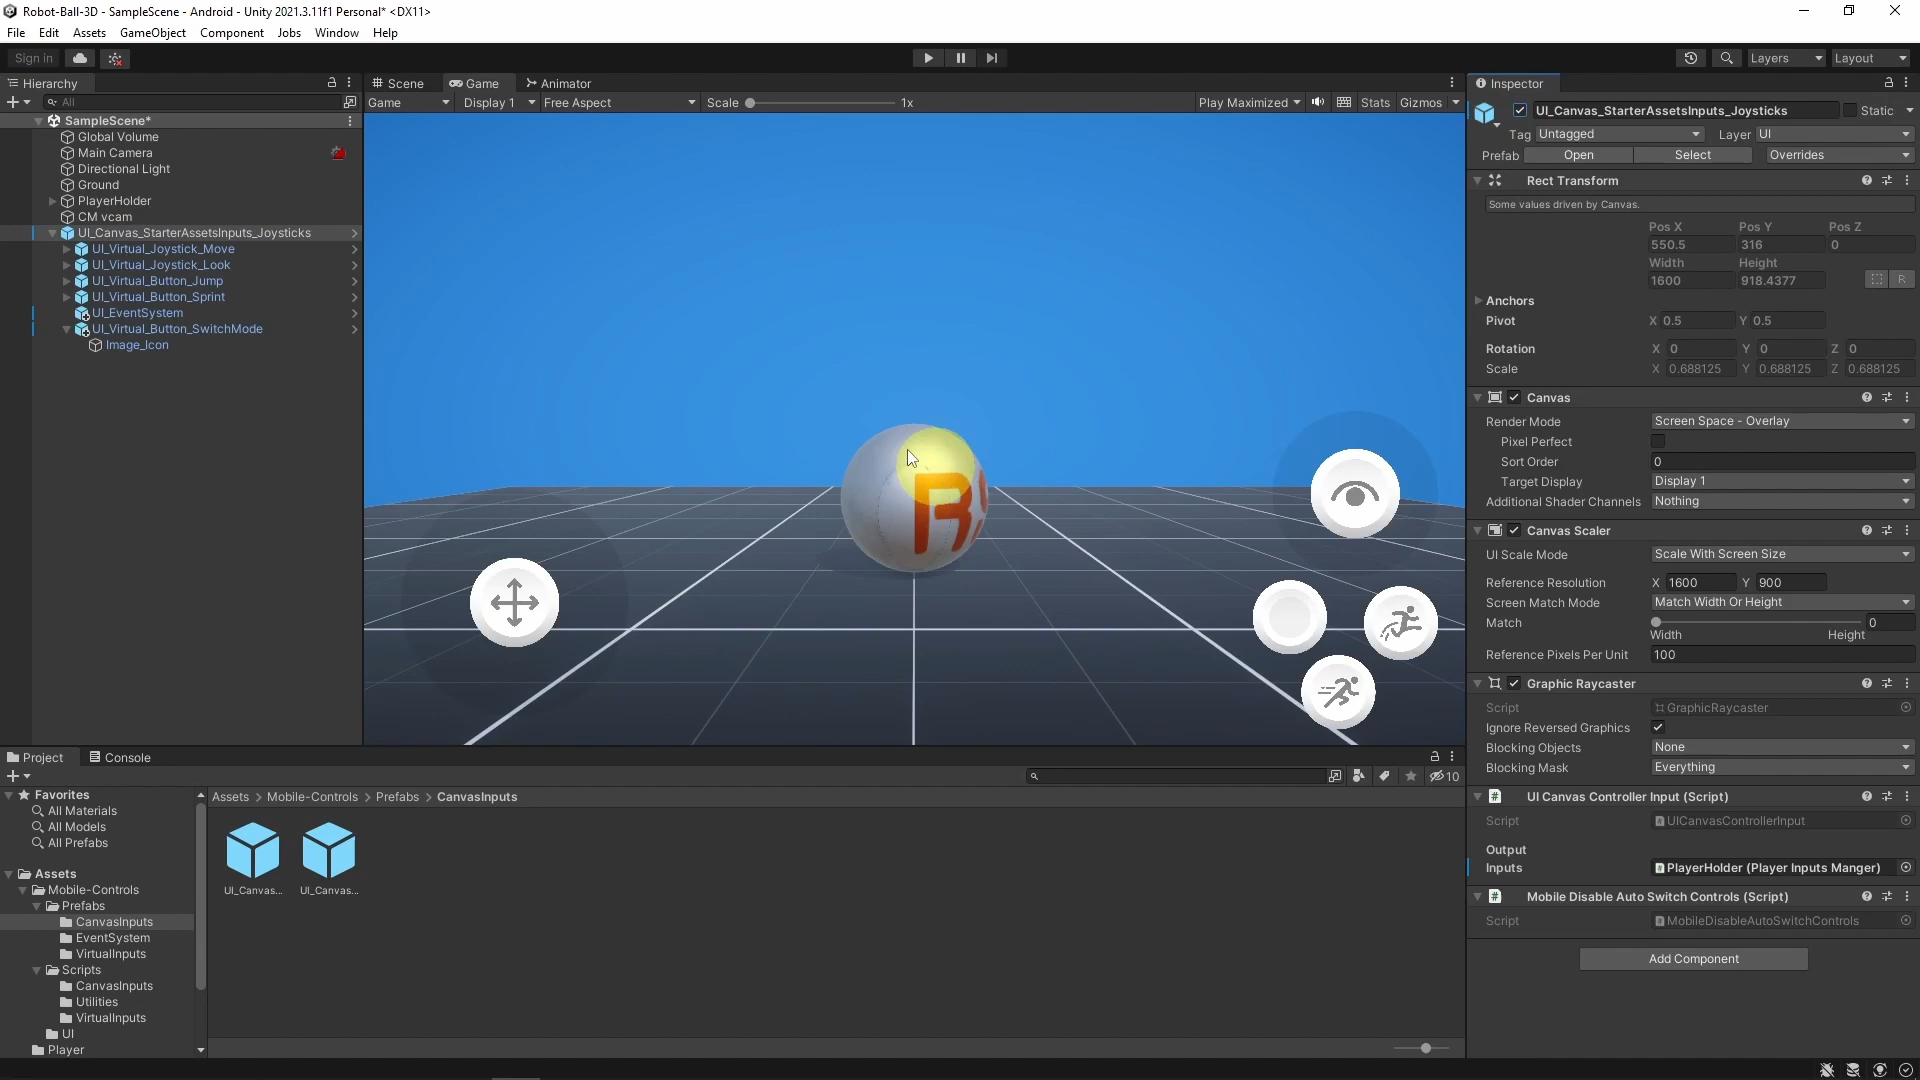 Robot-Ball-3D - SampleScene - Android - Unity 2021.3.11f1 Personal* <DX11>
File Edit Assets GameObject Component Jobs Window Help
Sign in
Layers Layout
Hierarchy
All
SampleScene*
Global Volume
Main Camera
Directional Light
Ground
PlayerHolder
CM vcam
UI_Canvas_StarterAssetsInputs_Joysticks
UI_Virtual_Joystick_Move
UI_Virtual_Joystick_Look
UI_Virtual_Button_Jump
UI_Virtual_Button_Sprint
UI_EventSystem
UI_Virtual_Button_SwitchMode
Image_Icon
Scene Game Animator
Game Display 1 Free Aspect Scale 1x Play Maximized Stats Gizmos
R
Inspector
UI_Canvas_StarterAssetsInputs_Joysticks Static
Tag Untagged Layer UI
Prefab Open Select Overrides
Rect Transform
Some values driven by Canvas.
Pos X Pos Y Pos Z
550.5 316 0
Width Height
1600 918.4377 R
Anchors
Pivot X 0.5 Y 0.5
Rotation X 0 Y 0 Z 0
Scale X 0.688125 Y 0.688125 Z 0.688125
Canvas
Render Mode Screen Space - Overlay
Pixel Perfect
Sort Order 0
Target Display Display 1
Additional Shader Channels Nothing
Canvas Scaler
UI Scale Mode Scale With Screen Size
Reference Resolution X 1600 Y 900
Screen Match Mode Match Width Or Height
Match 0
Width Height
Reference Pixels Per Unit 100
Graphic Raycaster
Script GraphicRaycaster
Ignore Reversed Graphics
Blocking Objects None
Blocking Mask Everything
UI Canvas Controller Input (Script)
Script UICanvasControllerInput
Output
Inputs PlayerHolder (Player Inputs Manger)
Mobile Disable Auto Switch Controls (Script)
Script MobileDisableAutoSwitchControls
Add Component
Project Console
10
Favorites
All Materials
All Models
All Prefabs
Assets
Mobile-Controls
Prefabs
CanvasInputs
EventSystem
VirtualInputs
Scripts
CanvasInputs
Utilities
VirtualInputs
UI
Player
Assets > Mobile-Controls > Prefabs > CanvasInputs
UI_Canvas... UI_Canvas...